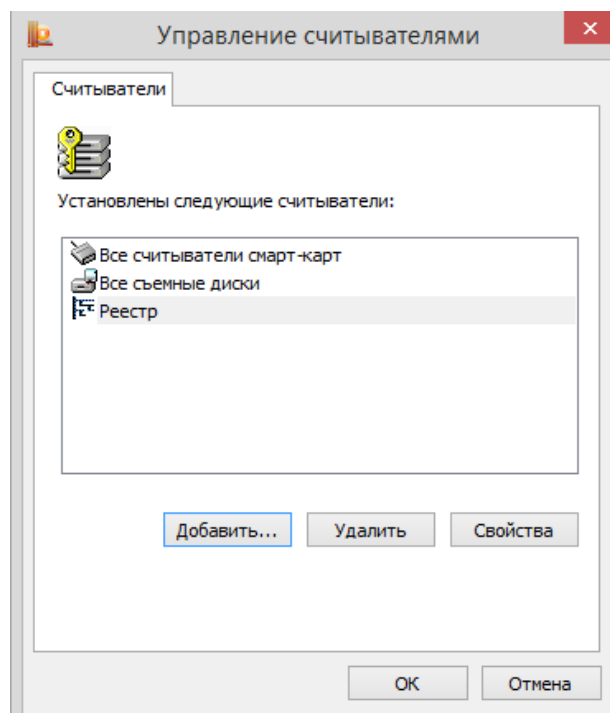 Управление считывателями
Считыватели
Установлены следующие считыватели:
Все считыватели смарт-карт
Все съемные диски
Реестр
Добавить... Удалить Свойства
ОК Отмена